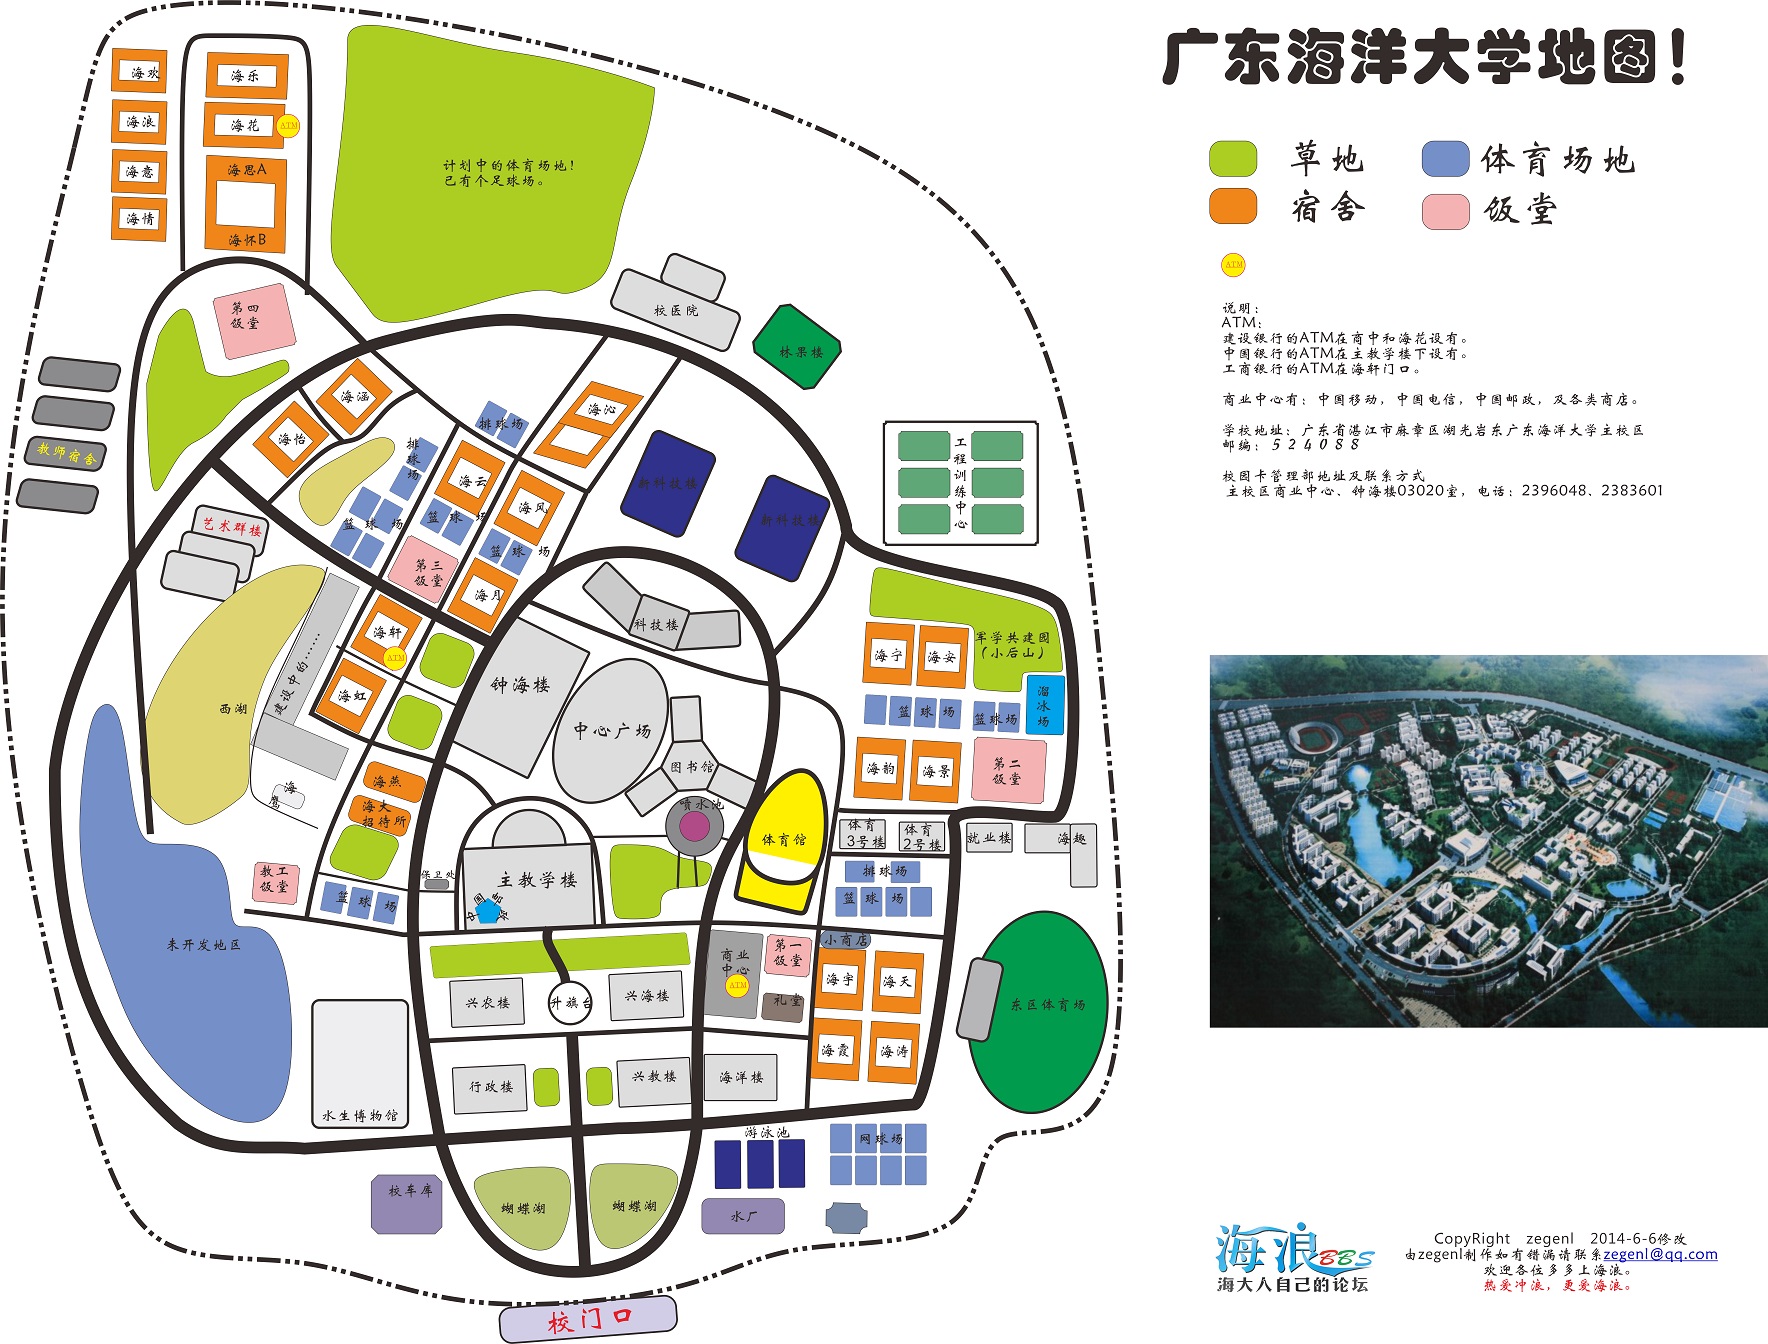 广东海洋大学地图！
草地
体育场地
宿舍
饭堂
ATM
说明：
ATM：
建设银行的ATM在商中和海花设有。
中国银行的ATM在主教学楼下设有。
工商银行的ATM在海轩门口。
商业中心有：中国移动，中国电信，中国邮政，及各类商店。
学校地址：广东省湛江市麻章区湖光岩东广东海洋大学主校区
邮编：524088
校园卡管理部地址及联系方式
主校区商业中心、钟海楼03020室，电话：2396048、2383601
海欢
海浪
海意
海情
海乐
海花
ATM
海思A
海怀B
计划中的体育场地！
已有个足球场。
校医院
林果楼
第四
饭堂
教师宿舍
海涵
海怡
排球场
排球场
海沁
海云
海风
篮球场
篮球场
篮球场
第三
饭堂
海月
新科技楼
新科技楼
工程训练中心
艺术群楼
西湖
建设中的......
海轩
ATM
海虹
海鹰
海燕
海大
招待所
教工
饭堂
篮球场
未开发地区
水生博物馆
钟海楼
中心广场
科技楼
图书馆
喷水池
体育馆
保卫处
主教学楼
军学共建园
（小后山）
海宁
海安
篮球场
篮球场
溜冰场
海韵
海景
第二
饭堂
体育
3号楼
体育
2号楼
就业楼
海趣
排球场
篮球场
小商店
商业
中心
ATM
第一
饭堂
礼堂
海宇
海天
海霞
海涛
东区体育场
兴农楼
升旗台
兴海楼
行政楼
兴教楼
海洋楼
游泳池
网球场
校车库
蝴蝶湖
蝴蝶湖
水厂
校门口
海浪BBS
海大人自己的论坛
CopyRight zegenl 2014-6-6修改
由zegenl制作如有错漏请联系zegenl@qq.com
欢迎各位多多上海浪。
热爱冲浪，更爱海浪。